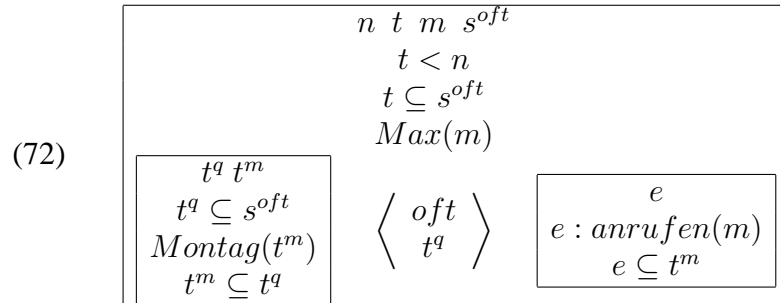 (72)
n t m s^{oft}
t < n
t ⊆ s^{oft}
Max(m)
t^q t^m
t^q ⊆ s^{oft}
Montag(t^m)
t^m ⊆ t^q
⟨ oft
t^q ⟩
e
e : anrufen(m)
e ⊆ t^m